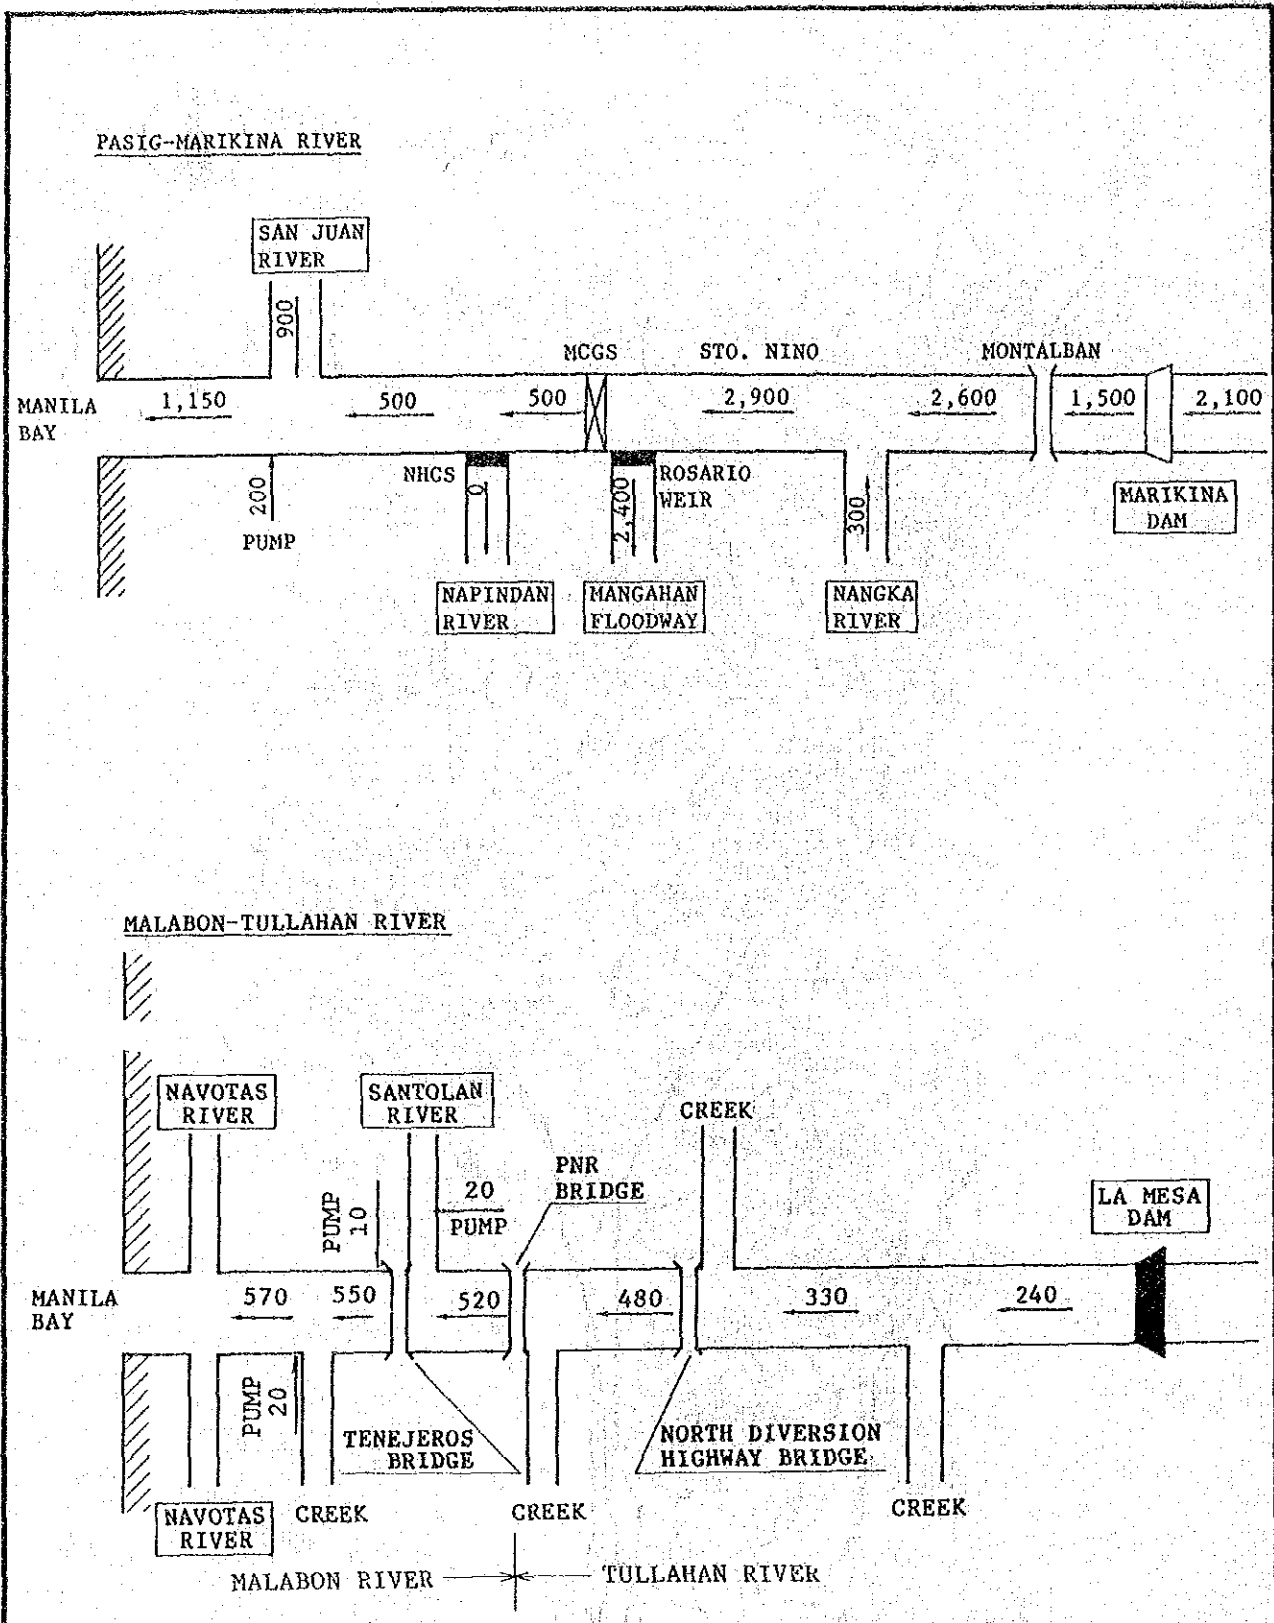 PASIG-MARIKINA RIVER
SAN JUAN
RIVER
900
MCGS
STO. NINO
MONTALBAN
MANILA
BAY
1,150
500
500
2,900
2,600
1,500
2,100
200
PUMP
NHCS
0
2,400
ROSARIO
WEIR
300
MARIKINA
DAM
NAPINDAN
RIVER
MANGAHAN
FLOODWAY
NANGKA
RIVER
MALABON-TULLAHAN RIVER
NAVOTAS
RIVER
SANTOLAN
RIVER
CREEK
PUMP
10
20
PUMP
PNR
BRIDGE
LA MESA
DAM
MANILA
BAY
570
550
520
480
330
240
PUMP
20
TENEJEROS
BRIDGE
NORTH DIVERSION
HIGHWAY BRIDGE
NAVOTAS
RIVER
CREEK
CREEK
CREEK
MALABON RIVER
TULLAHAN RIVER